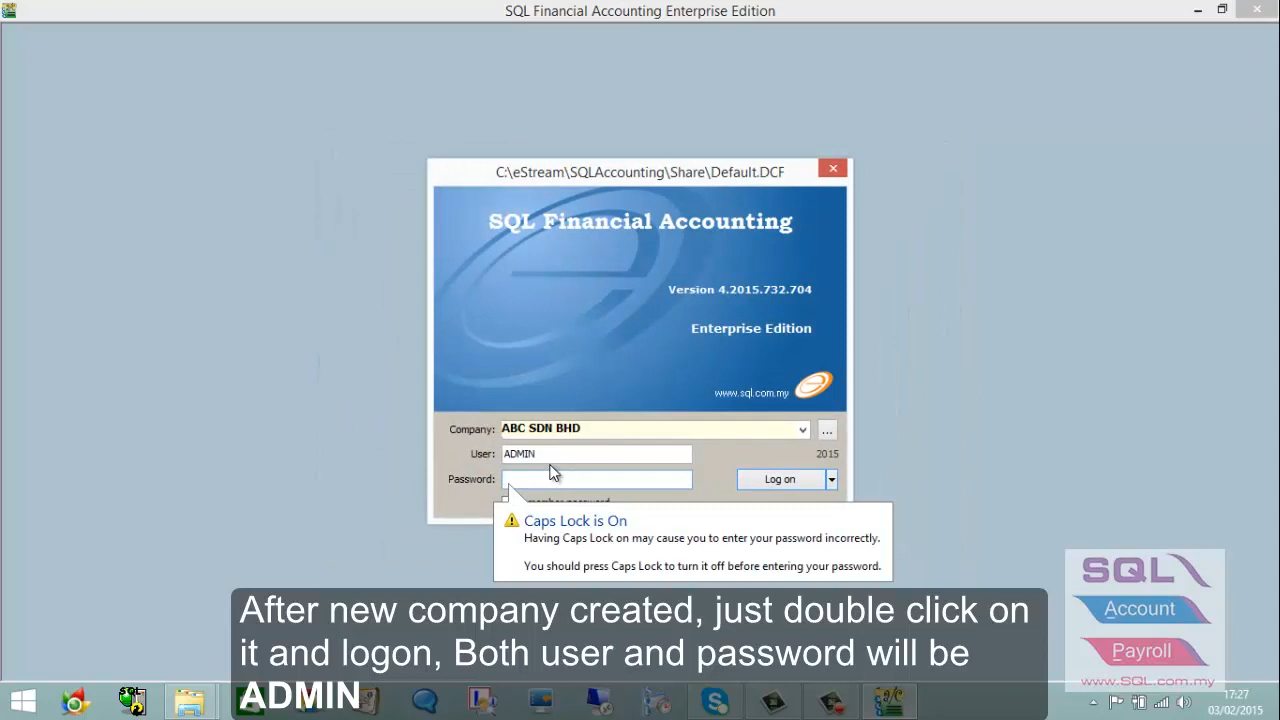 SQL Financial Accounting Enterprise Edition
C:\eStream\SQLAccounting\Share\Default.DCF
SQL Financial Accounting
Version 4.2015.732.704
Enterprise Edition
www.sql.com.my
Company: ABC SDN BHD ...
User: ADMIN 2015
Password: Log on
Caps Lock is On
Having Caps Lock on may cause you to enter your password incorrectly.
You should press Caps Lock to turn it off before entering your password.
After new company created, just double click on
it and logon, Both user and password will be
ADMIN
SQL
Account
Payroll
www.SQL.com.my
SQL
17:27
03/02/2015